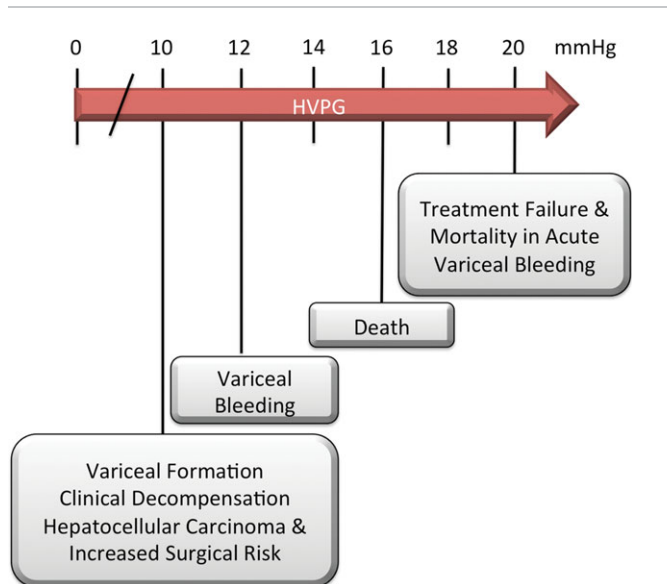 0 10 12 14 16 18 20 mmHg
HVPG
Treatment Failure &
Mortality in Acute
Variceal Bleeding
Death
Variceal
Bleeding
Variceal Formation
Clinical Decompensation
Hepatocellular Carcinoma &
Increased Surgical Risk